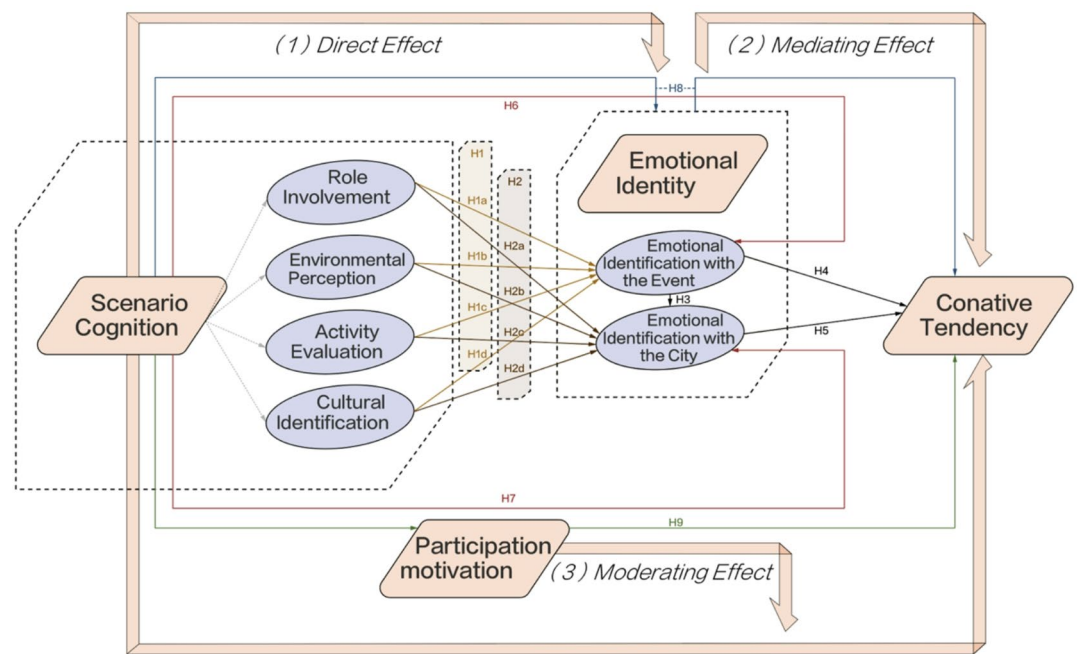 (1) Direct Effect
(2) Mediating Effect
H8
H6
H1
H2
Emotional
Identity
Role
Involvement
H1a
H2a
Environmental
Perception
H1b
H2b
Emotional
Identification with
the Event
H4
Scenario
Cognition
H1c
H3
Conative
Tendency
Activity
Evaluation
H2c
Emotional
Identification with
the City
H5
H1d
H2d
Cultural
Identification
H7
H9
Participation
motivation
(3) Moderating Effect